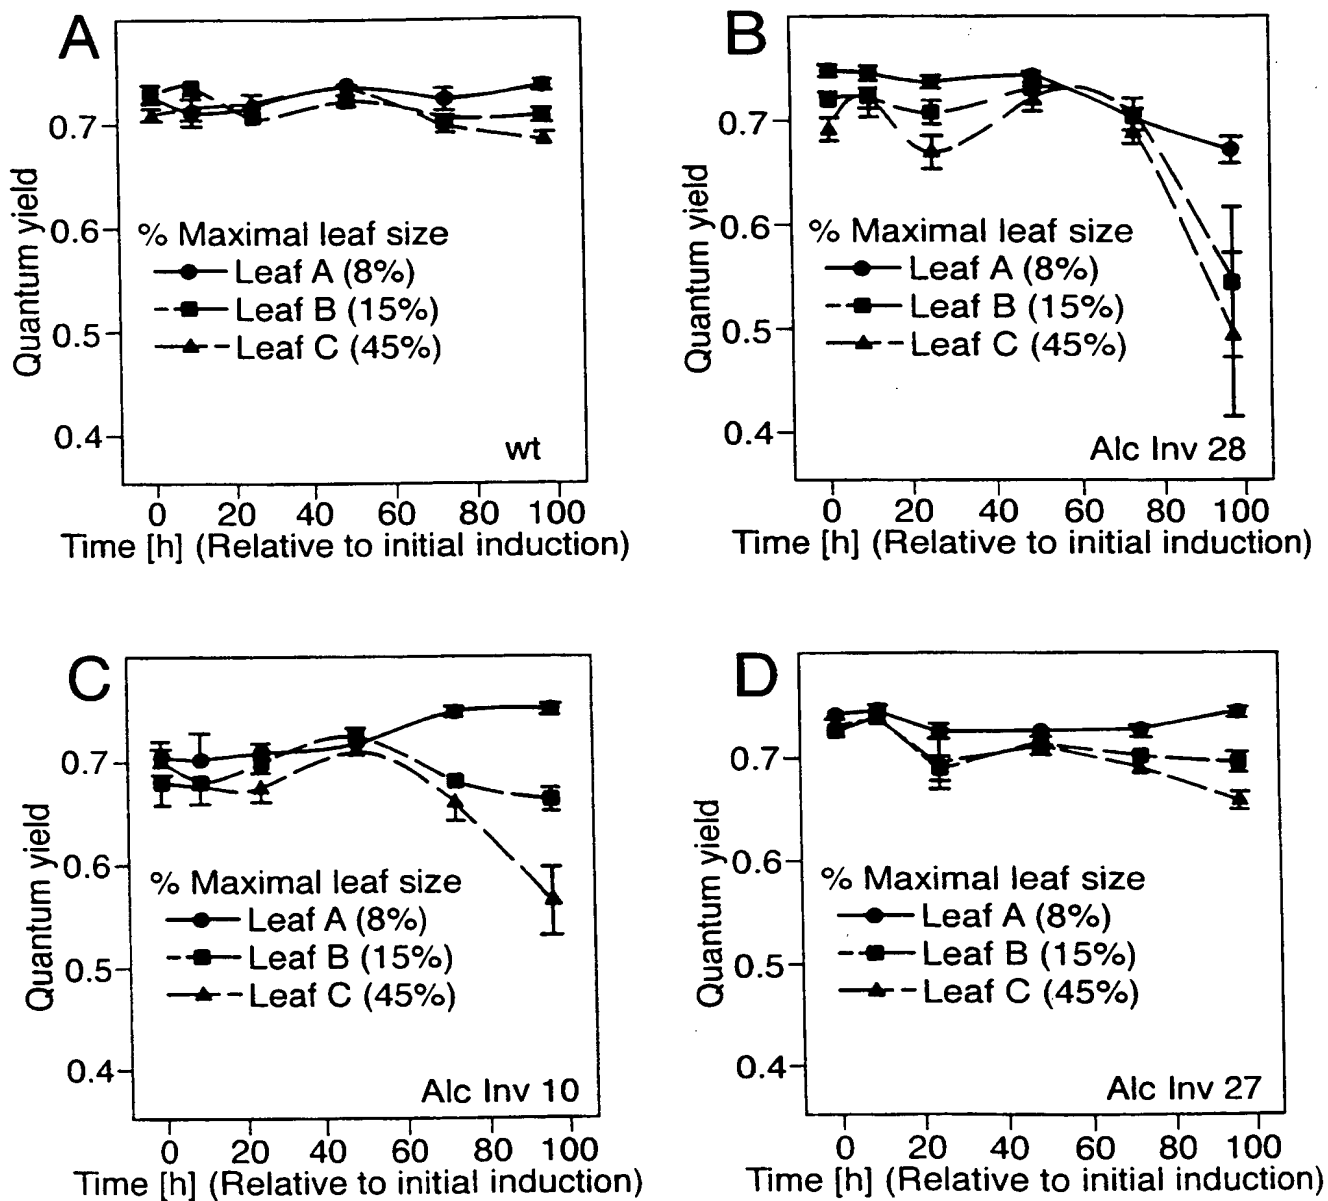 A
0.7
0.6
0.5
0.4
Quantum yield
% Maximal leaf size
Leaf A (8%)
Leaf B (15%)
Leaf C (45%)
wt
0 20 40 60 80 100
Time [h] (Relative to initial induction)
B
0.7
0.6
0.5
0.4
Quantum yield
% Maximal leaf size
Leaf A (8%)
Leaf B (15%)
Leaf C (45%)
Alc Inv 28
0 20 40 60 80 100
Time [h] (Relative to initial induction)
C
0.7
0.6
0.5
0.4
Quantum yield
% Maximal leaf size
Leaf A (8%)
Leaf B (15%)
Leaf C (45%)
Alc Inv 10
0 20 40 60 80 100
Time [h] (Relative to initial induction)
D
0.7
0.6
0.5
0.4
Quantum yield
% Maximal leaf size
Leaf A (8%)
Leaf B (15%)
Leaf C (45%)
Alc Inv 27
0 20 40 60 80 100
Time [h] (Relative to initial induction)